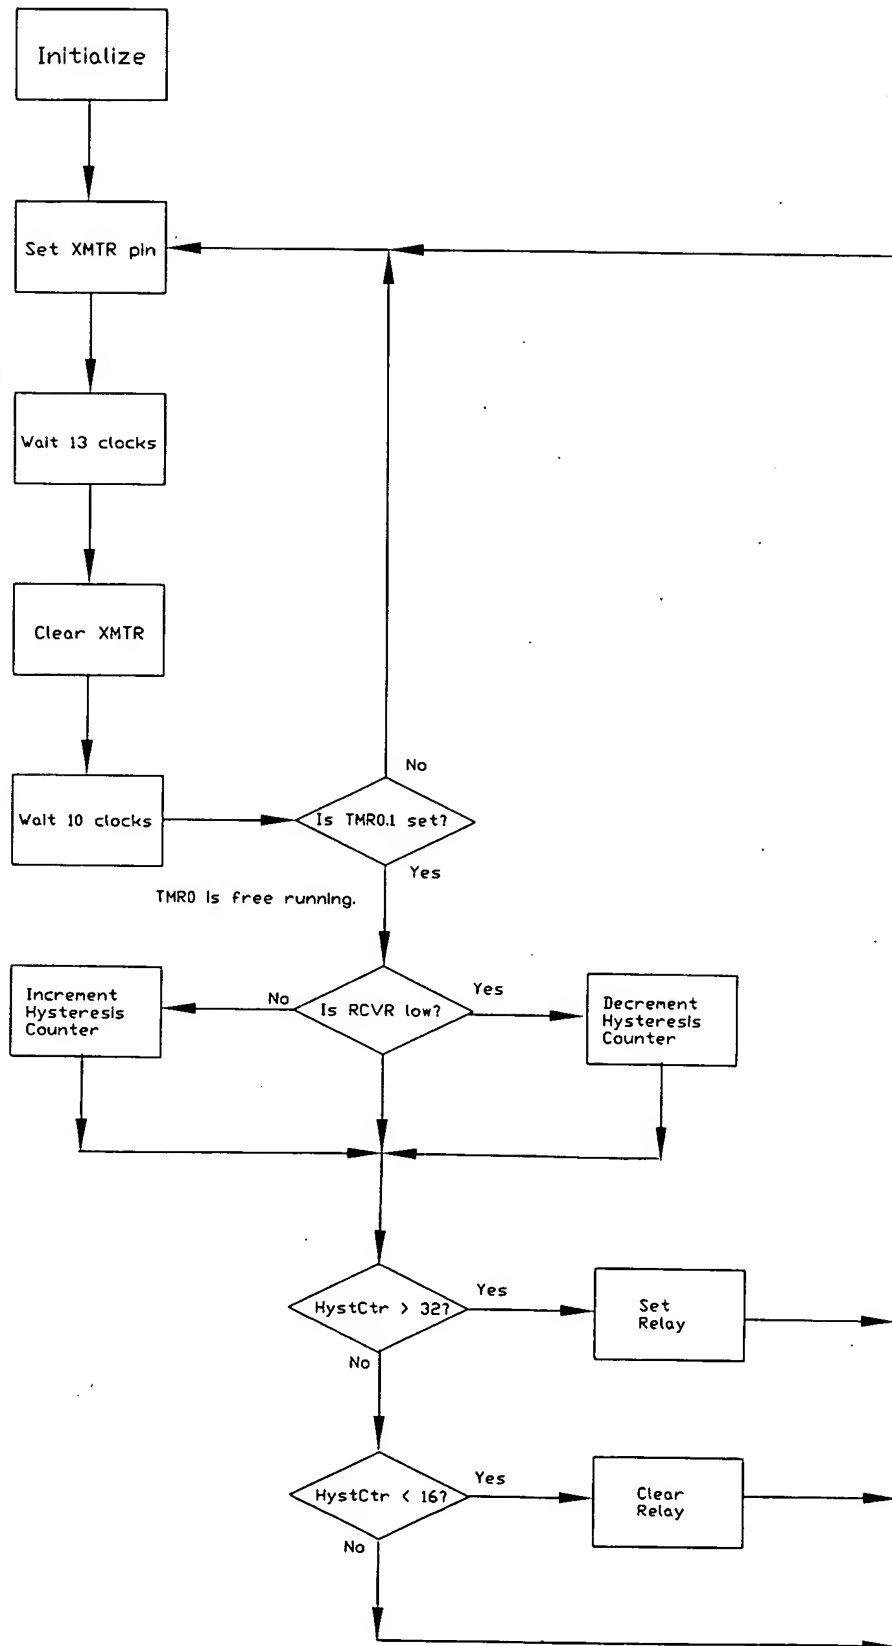 Initialize
Set XMTR pin
Wait 13 clocks
Clear XMTR
No
Wait 10 clocks
Is TMR0.1 set?
Yes
TMR0 is free running.
Increment
Hysteresis
Counter
No
Is RCVR low?
Yes
Decrement
Hysteresis
Counter
HystCtr > 32?
Yes
Set
Relay
No
HystCtr < 16?
Yes
Clear
Relay
No